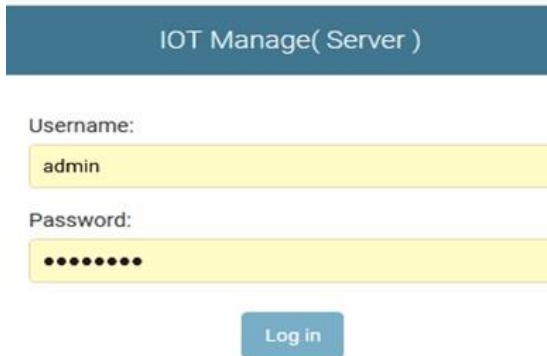 IOT Manage( Server )
Username:
admin
Password:
••••••••
Log in